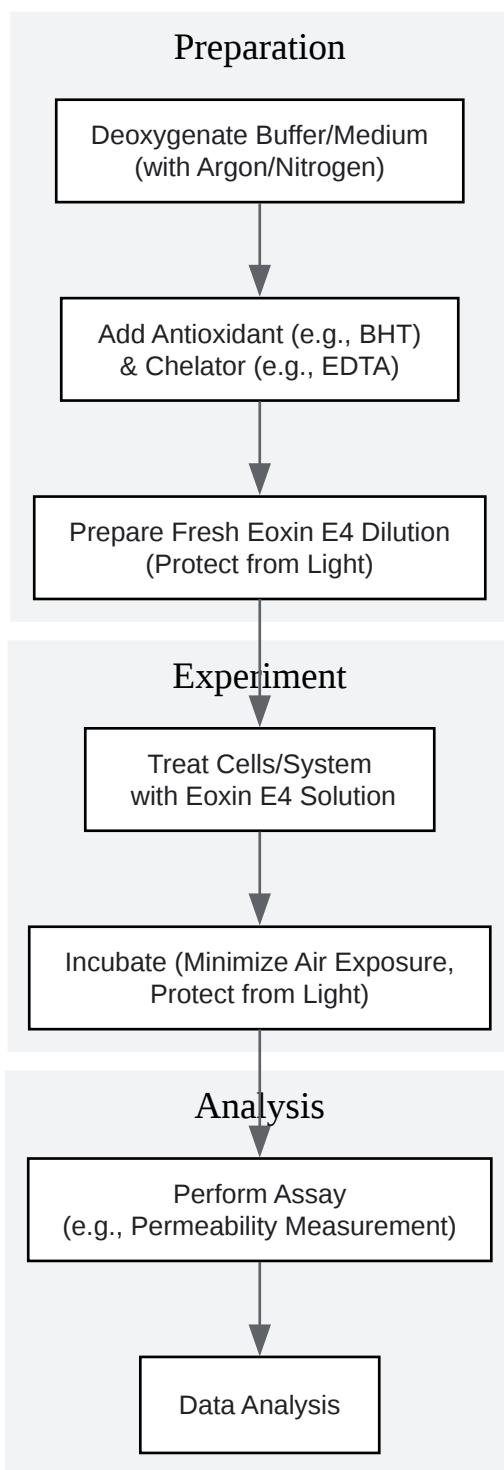 Preparation
Deoxygenate Buffer/Medium
(with Argon/Nitrogen)
Add Antioxidant (e.g., BHT)
& Chelator (e.g., EDTA)
Prepare Fresh Eoxin E4 Dilution
(Protect from Light)
Experiment
Treat Cells/System
with Eoxin E4 Solution
Incubate (Minimize Air Exposure,
Protect from Light)
Analysis
Perform Assay
(e.g., Permeability Measurement)
Data Analysis